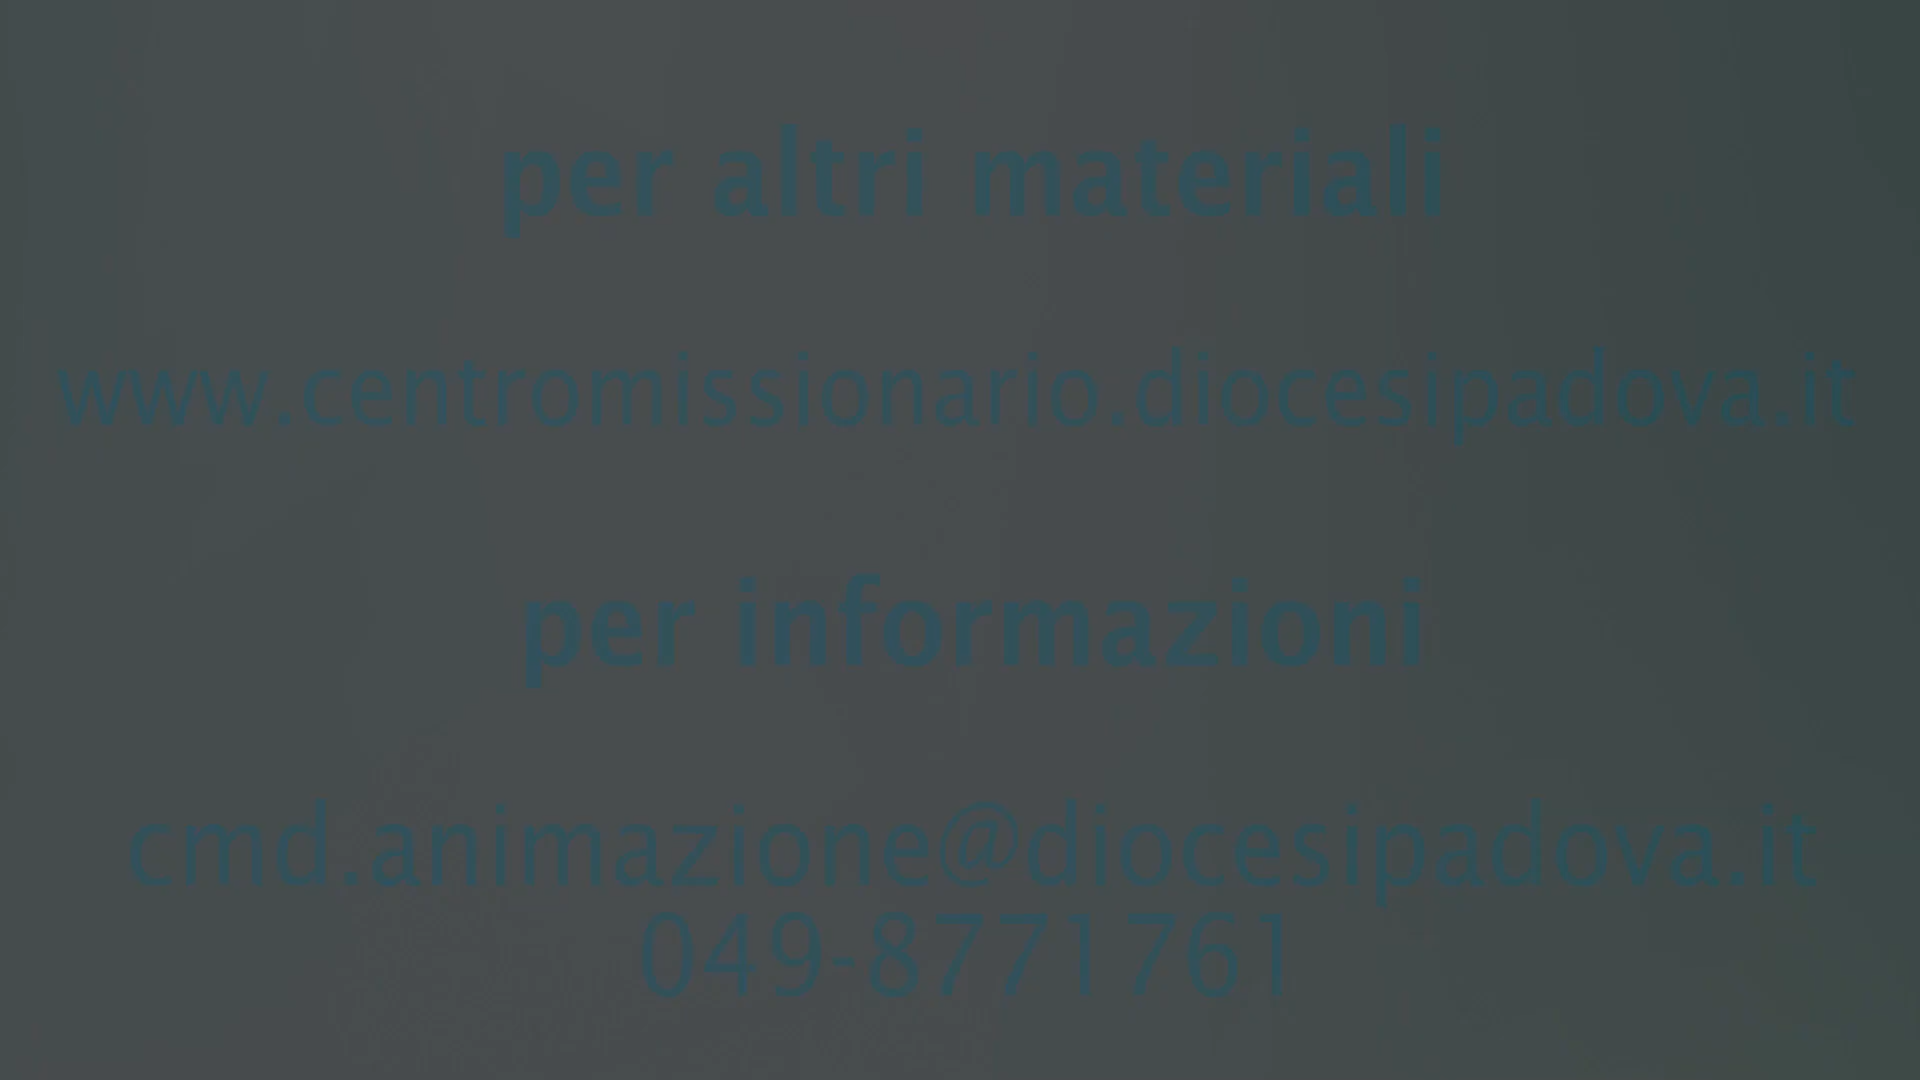 per altri materiali
www.centromissionario.diocesipadova.it
per informazioni
cmd.animazione@diocesipadova.it
049-8771761